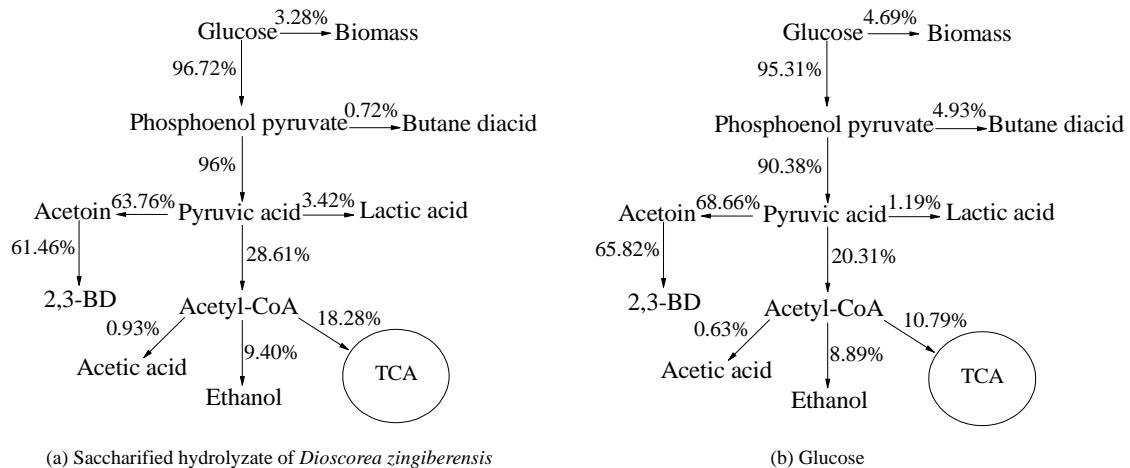 Glucose 3.28% Biomass
96.72%
Phosphoenol pyruvate 0.72% Butane diacid
96%
Acetoin 63.76% Pyruvic acid 3.42% Lactic acid
61.46%
28.61%
2,3-BD
Acetyl-CoA
0.93%
9.40%
18.28%
Acetic acid
Ethanol
TCA
(a) Saccharified hydrolyzate of Dioscorea zingiberensis
Glucose 4.69% Biomass
95.31%
Phosphoenol pyruvate 4.93% Butane diacid
90.38%
Acetoin 68.66% Pyruvic acid 1.19% Lactic acid
65.82%
20.31%
2,3-BD
Acetyl-CoA
0.63%
8.89%
10.79%
Acetic acid
Ethanol
TCA
(b) Glucose